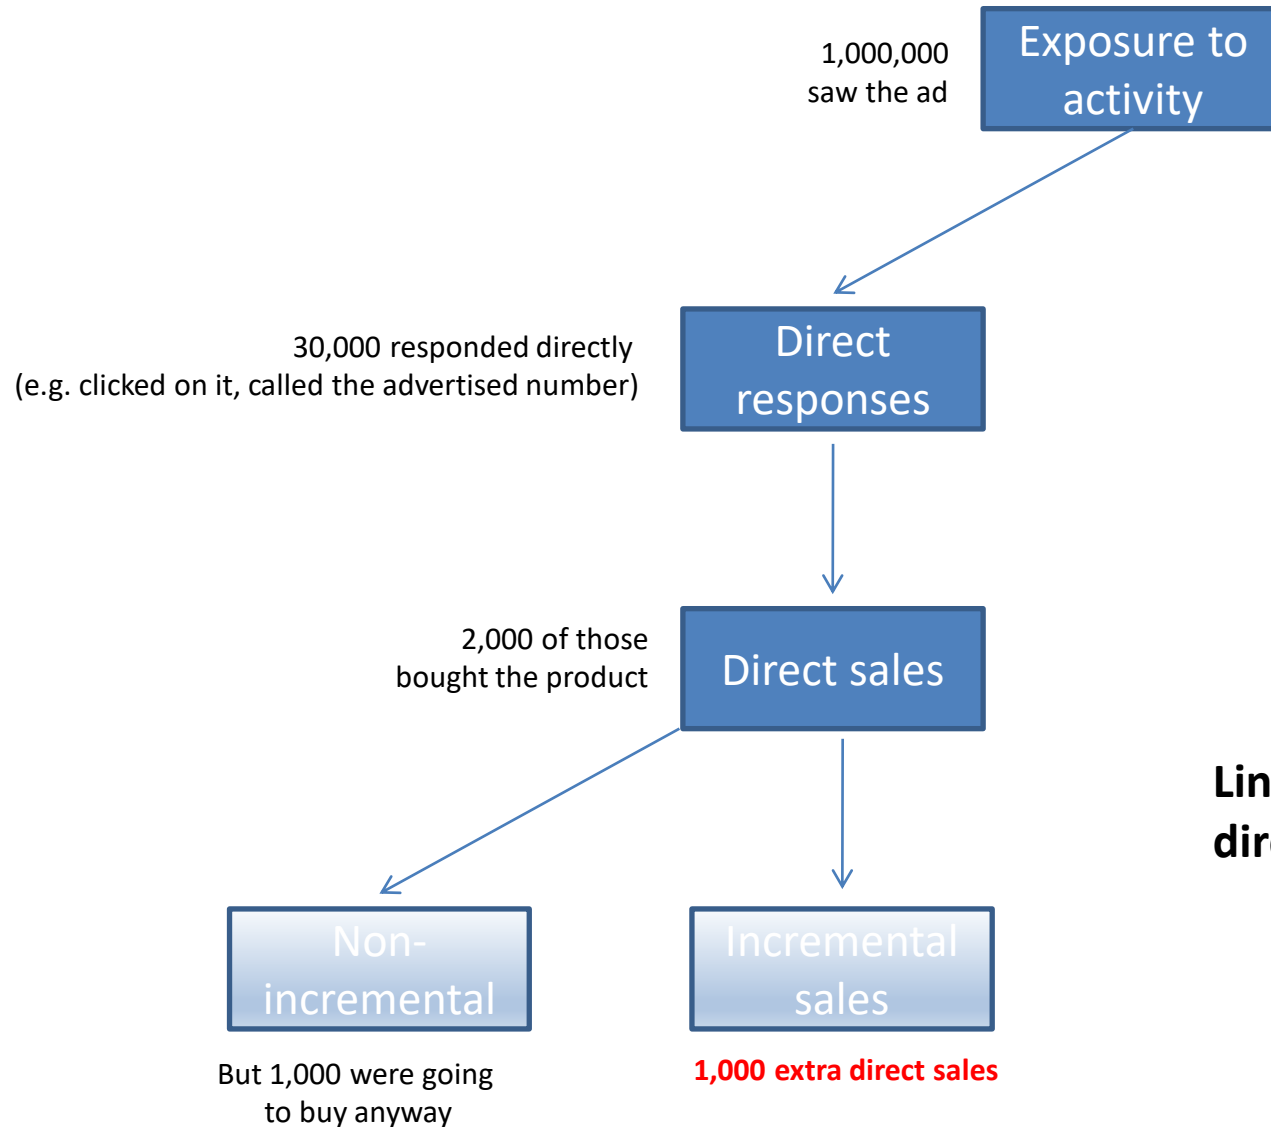 1,000,000
saw the ad
Exposure to
activity
30,000 responded directly
(e.g. clicked on it, called the advertised number)
Direct
responses
2,000 of those
bought the product
Direct sales
Lin
dir
Non-
incremental
But 1,000 were going
to buy anyway
Incremental
sales
1,000 extra direct sales